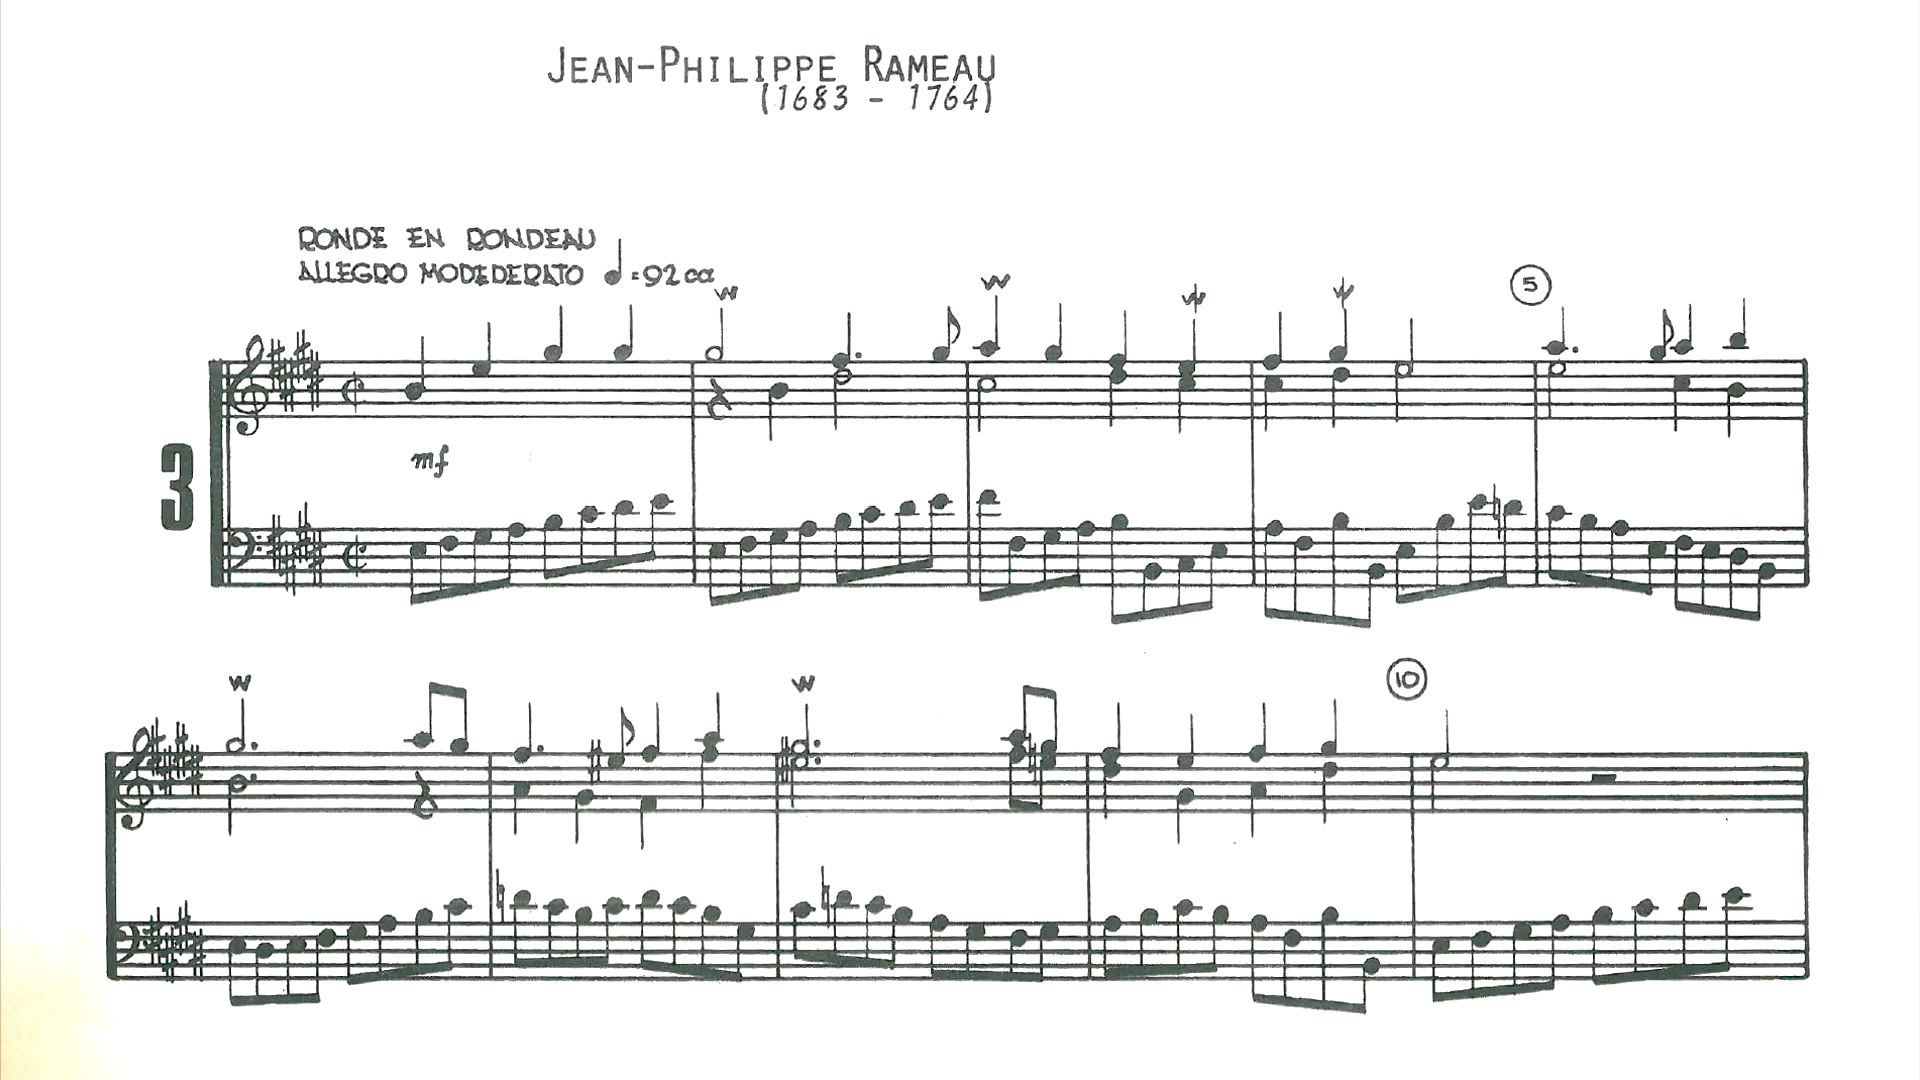 JEAN-PHILIPPE RAMEAU
(1683 - 1764)
RONDE EN RONDEAU
ALLEGRO MODEDERATO ♩=92 ca
5
mf
3
10